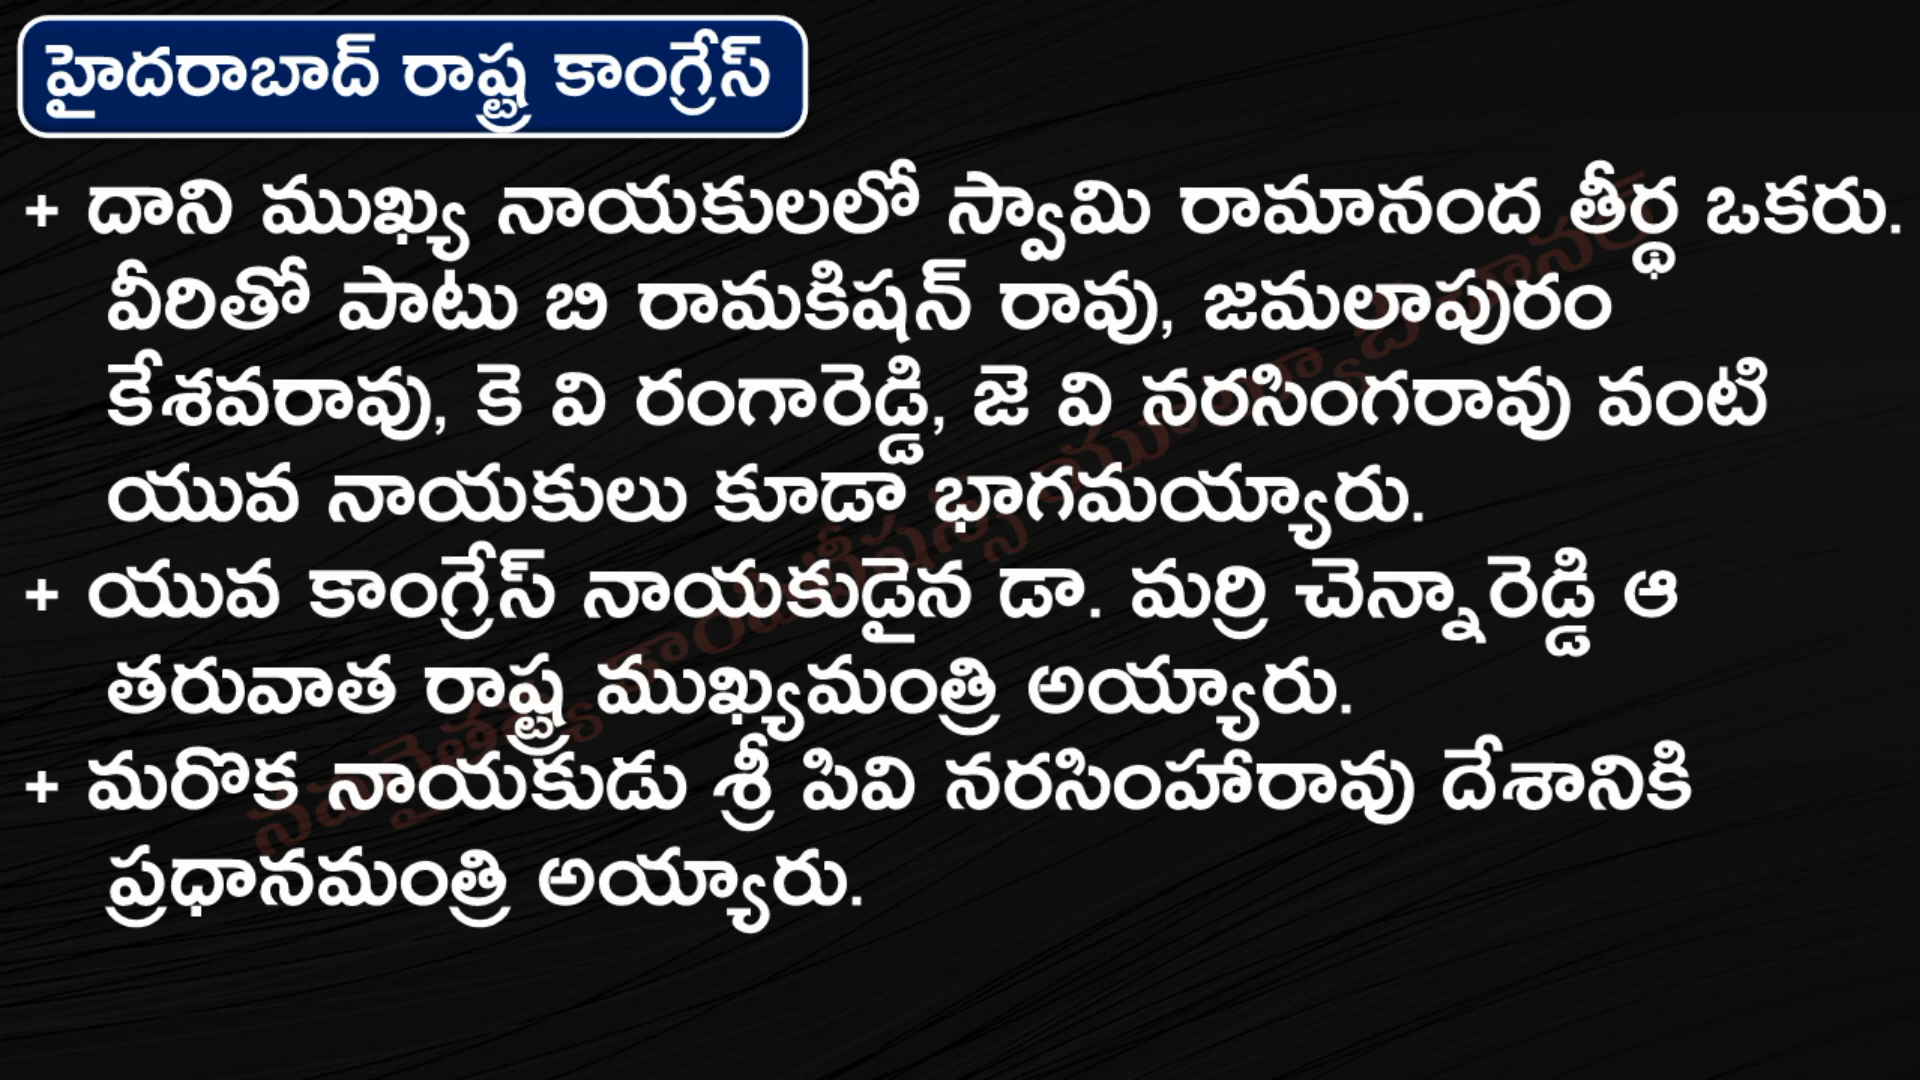 హైదరాబాద్ రాష్ట్ర కాంగ్రేస్
+ దాని ముఖ్య నాయకులలో స్వామి రామానంద తీర్థ ఒకరు.
వీరితో పాటు బి రామకిషన్ రావు, జమలాపురం
కేశవరావు, కె వి రంగారెడ్డి, జె వి నరసింగరావు వంటి
యువ నాయకులు కూడా భాగమయ్యారు.
+ యువ కాంగ్రేస్ నాయకుడైన డా. మర్రి చెన్నారెడ్డి ఆ
తరువాత రాష్ట్ర ముఖ్యమంత్రి అయ్యారు.
+ మరొక నాయకుడు శ్రీ పివి నరసింహారావు దేశానికి
ప్రధానమంత్రి అయ్యారు.